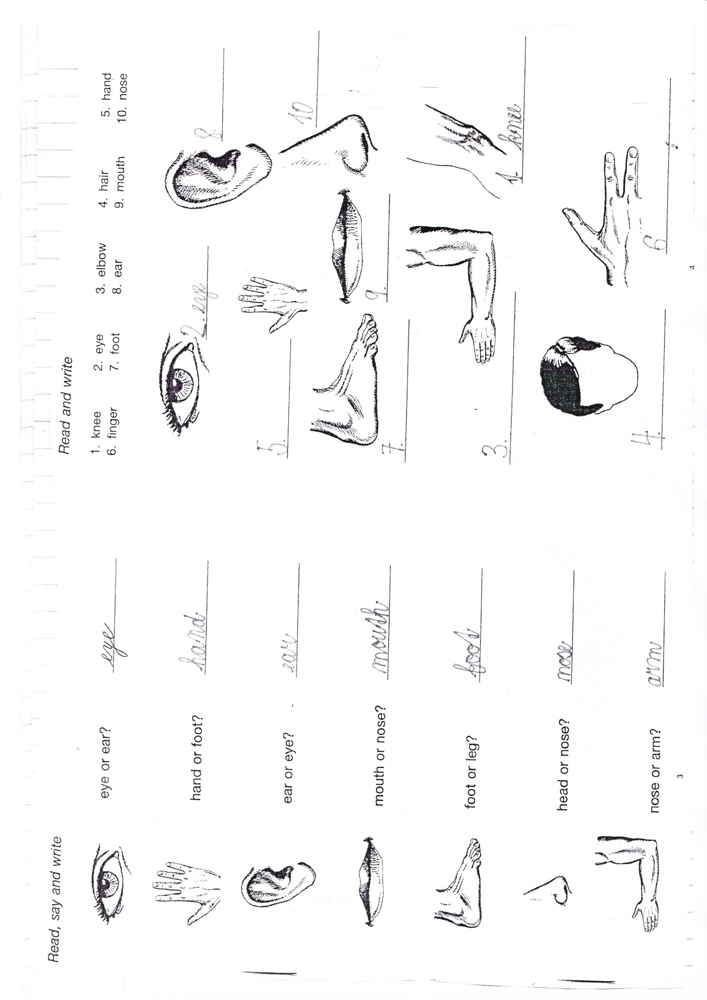 Read, say and write
eye or ear? eye
hand or foot? hand
ear or eye? ear
mouth or nose? mouth
foot or leg? foot
head or nose? nose
nose or arm? arm
3
Read and write
1. knee 2. eye 3. elbow 4. hair 5. hand
6. finger 7. foot 8. ear 9. mouth 10. nose
2. eye
8.
5.
10
7.
9.
3.
1. knee
4.
6
4